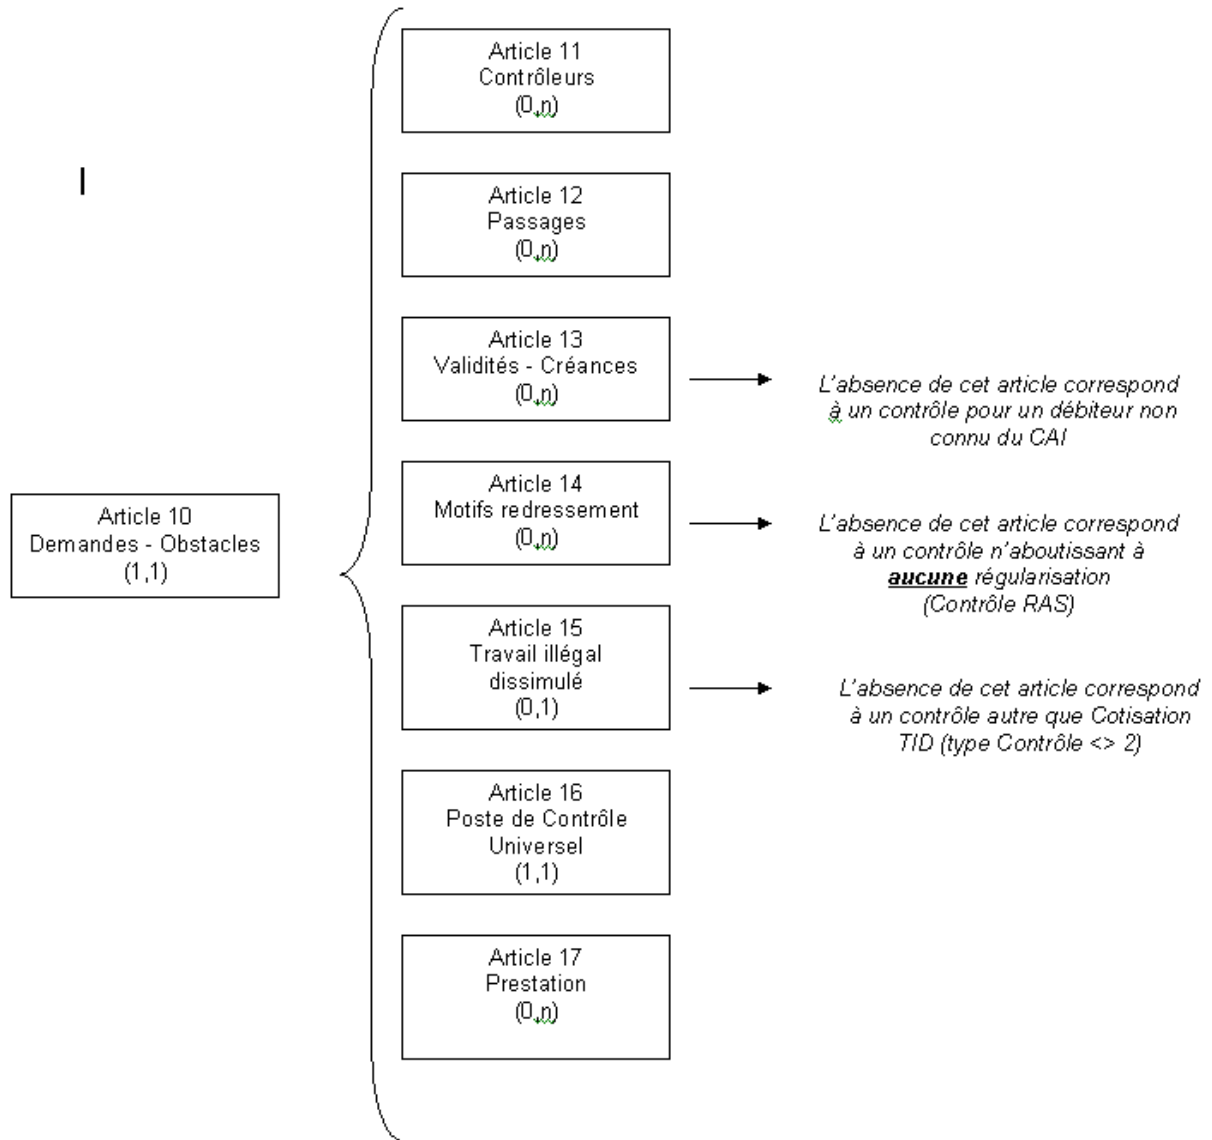 Article 11
Contrôleurs
(0,n)
Article 12
Passages
(0,n)
Article 13
Validités - Créances
(0,n)
L'absence de cet article correspond
à un contrôle pour un débiteur non
connu du CAI
Article 14
Motifs redressement
(0,n)
L'absence de cet article correspond
à un contrôle n'aboutissant à
aucune régularisation
(Contrôle RAS)
Article 10
Demandes - Obstacles
(1,1)
Article 15
Travail illégal
dissimulé
(0,1)
L'absence de cet article correspond
à un contrôle autre que Cotisation
TID (type Contrôle <> 2)
Article 16
Poste de Contrôle
Universel
(1,1)
Article 17
Prestation
(0,n)